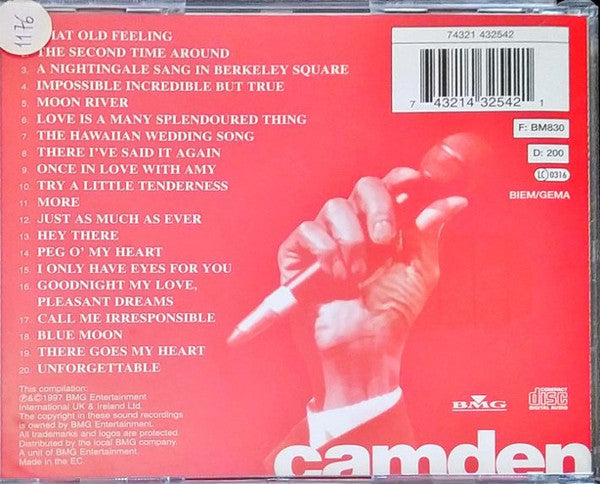 1176
HAT OLD FEELING
THE SECOND TIME AROUND
3. A NIGHTINGALE SANG IN BERKELEY SQUARE
4. IMPOSSIBLE INCREDIBLE BUT TRUE
5. MOON RIVER
6. LOVE IS A MANY SPLENDOURED THING
7. THE HAWAIIAN WEDDING SONG
8. THERE I'VE SAID IT AGAIN
9. ONCE IN LOVE WITH AMY
10. TRY A LITTLE TENDERNESS
11. MORE
12. JUST AS MUCH AS EVER
13. HEY THERE
14. PEG O' MY HEART
15. I ONLY HAVE EYES FOR YOU
16. GOODNIGHT MY LOVE,
PLEASANT DREAMS
17. CALL ME IRRESPONSIBLE
18. BLUE MOON
19. THERE GOES MY HEART
20. UNFORGETTABLE
This compilation:
℗&©1997 BMG Entertainment
International UK & Ireland Ltd.
The copyright in these sound recordings
is owned by BMG Entertainment.
All trademarks and logos are protected.
Distributed by the local BMG company.
A unit of BMG Entertainment.
Made in the EC.
74321 432542
7 43214 32542 1
F: BM830
D: 200
LC 0316
BIEM/GEMA
BMG
COMPACT
disc
DIGITAL AUDIO
camden